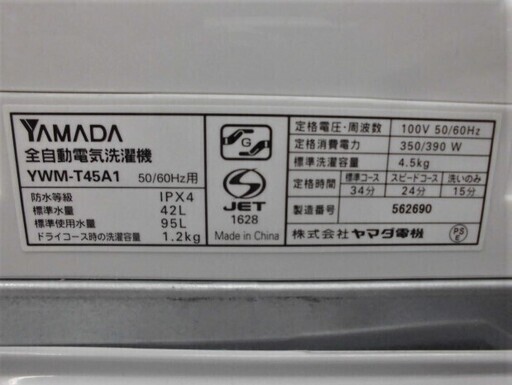 YAMADA
全自動電気洗濯機
YWM-T45A1 50/60Hz用
防水等級 IPX4
標準水量 42L
標準使用水量 95L
ドライコース時の洗濯容量 1.2kg
G
JET
1628
Made in China
定格電圧・周波数 100V 50/60Hz
定格消費電力 350/390 W
標準洗濯容量 4.5kg
定格時間 標準コース スピードコース 洗いのみ
34分 24分 15分
製造番号 562690
株式会社ヤマダ電機
PS
E